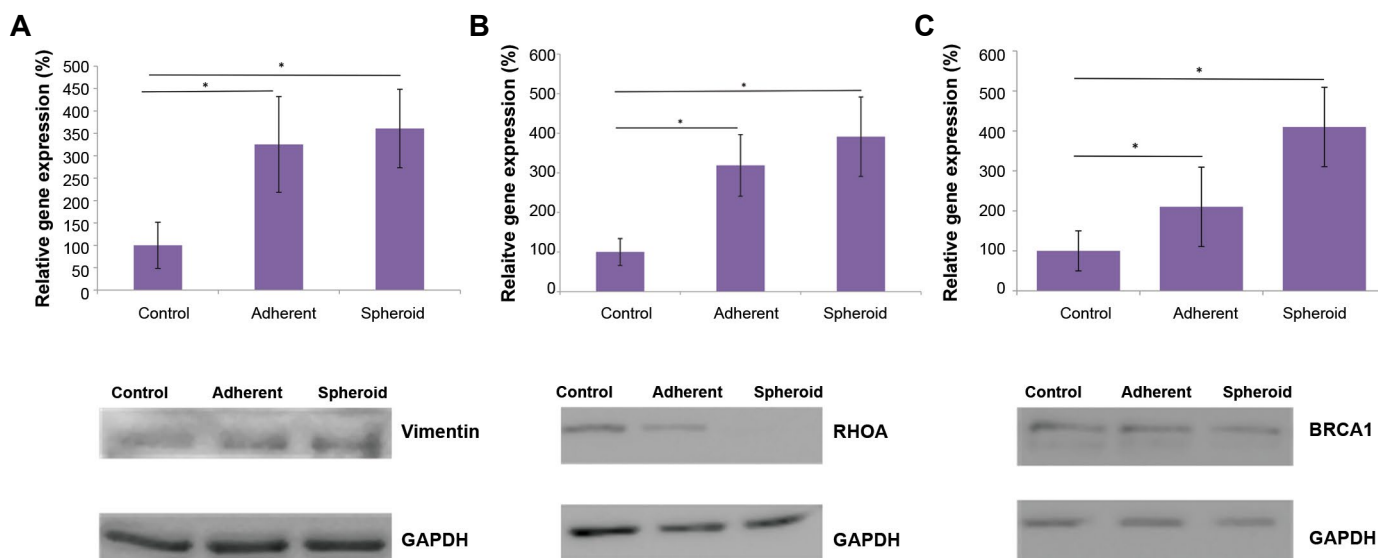 A
Relative gene expression (%)
500
450
400
350
300
250
200
150
100
50
0
*
*
Control Adherent Spheroid
Control Adherent Spheroid
Vimentin
GAPDH
B
Relaitve gene expression (%)
600
500
400
300
200
100
0
*
*
Control Adherent Spheroid
Control Adherent Spheroid
RHOA
GAPDH
C
Relative gene expression (%)
600
500
400
300
200
100
0
*
*
Control Adherent Spheroid
Control Adherent Spheroid
BRCA1
GAPDH